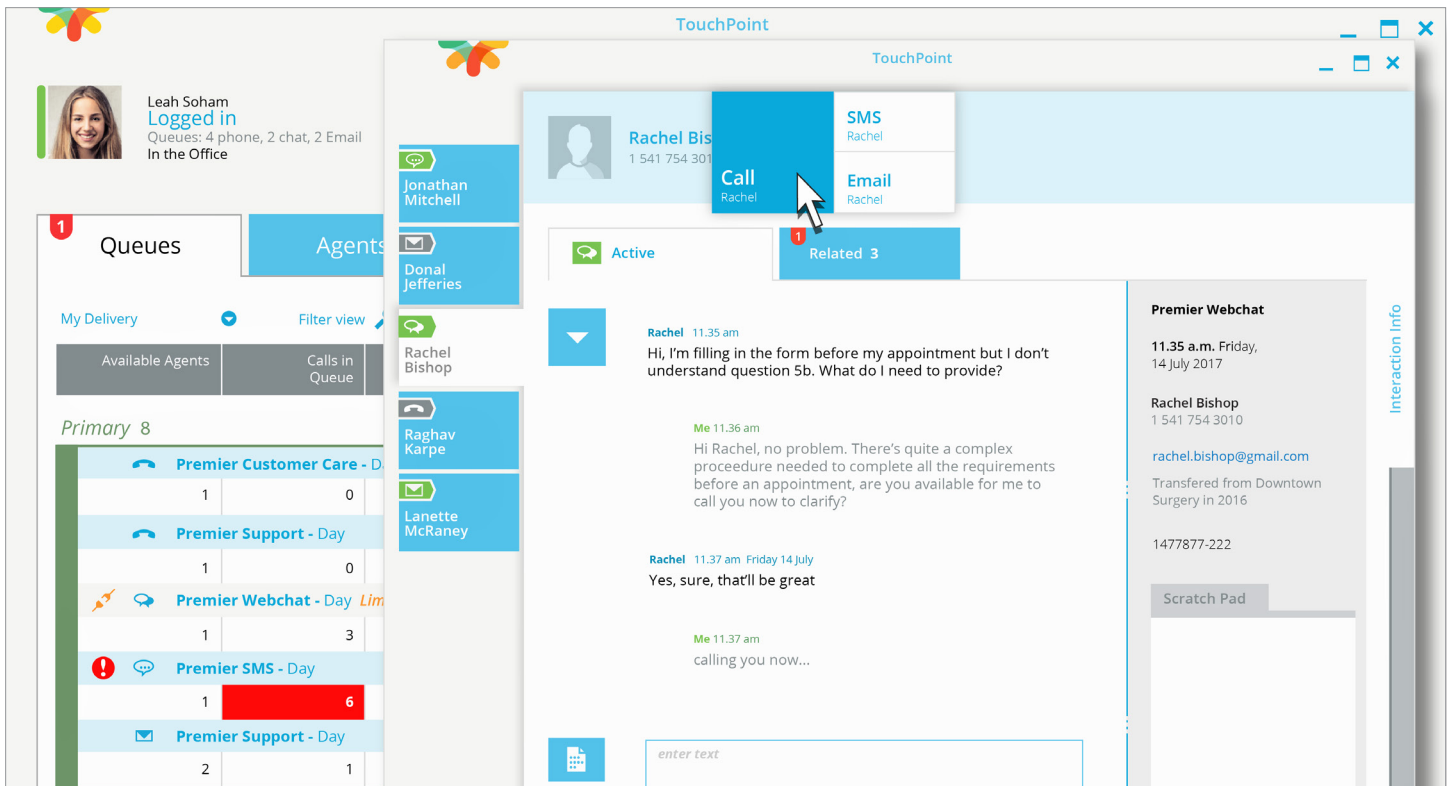 TouchPoint
Leah Soham
Logged in
Queues: 4 phone, 2 chat, 2 Email
In the Office
1
Queues
Agents
My Delivery
Filter view
Available Agents
Calls in
Queue
Primary 8
Premier Customer Care - D
1 0
Premier Support - Day
1 0
Premier Webchat - Day Lim
1 3
Premier SMS - Day
1 6
Premier Support - Day
2 1
TouchPoint
Jonathan
Mitchell
Donal
Jefferies
Rachel
Bishop
Raghav
Karpe
Lanette
McRaney
Rachel Bis
1 541 754 301
Call
Rachel
SMS
Rachel
Email
Rachel
Active
1
Related 3
Rachel 11.35 am
Hi, I’m filling in the form before my appointment but I don’t
understand question 5b. What do I need to provide?
Me 11.36 am
Hi Rachel, no problem. There’s quite a complex
proceedure needed to complete all the requirements
before an appointment, are you available for me to
call you now to clarify?
Rachel 11.37 am Friday 14 July
Yes, sure, that’ll be great
Me 11.37 am
calling you now...
enter text
Premier Webchat
11.35 a.m. Friday,
14 July 2017
Rachel Bishop
1 541 754 3010
rachel.bishop@gmail.com
Transfered from Downtown
Surgery in 2016
1477877-222
Scratch Pad
Interaction Info